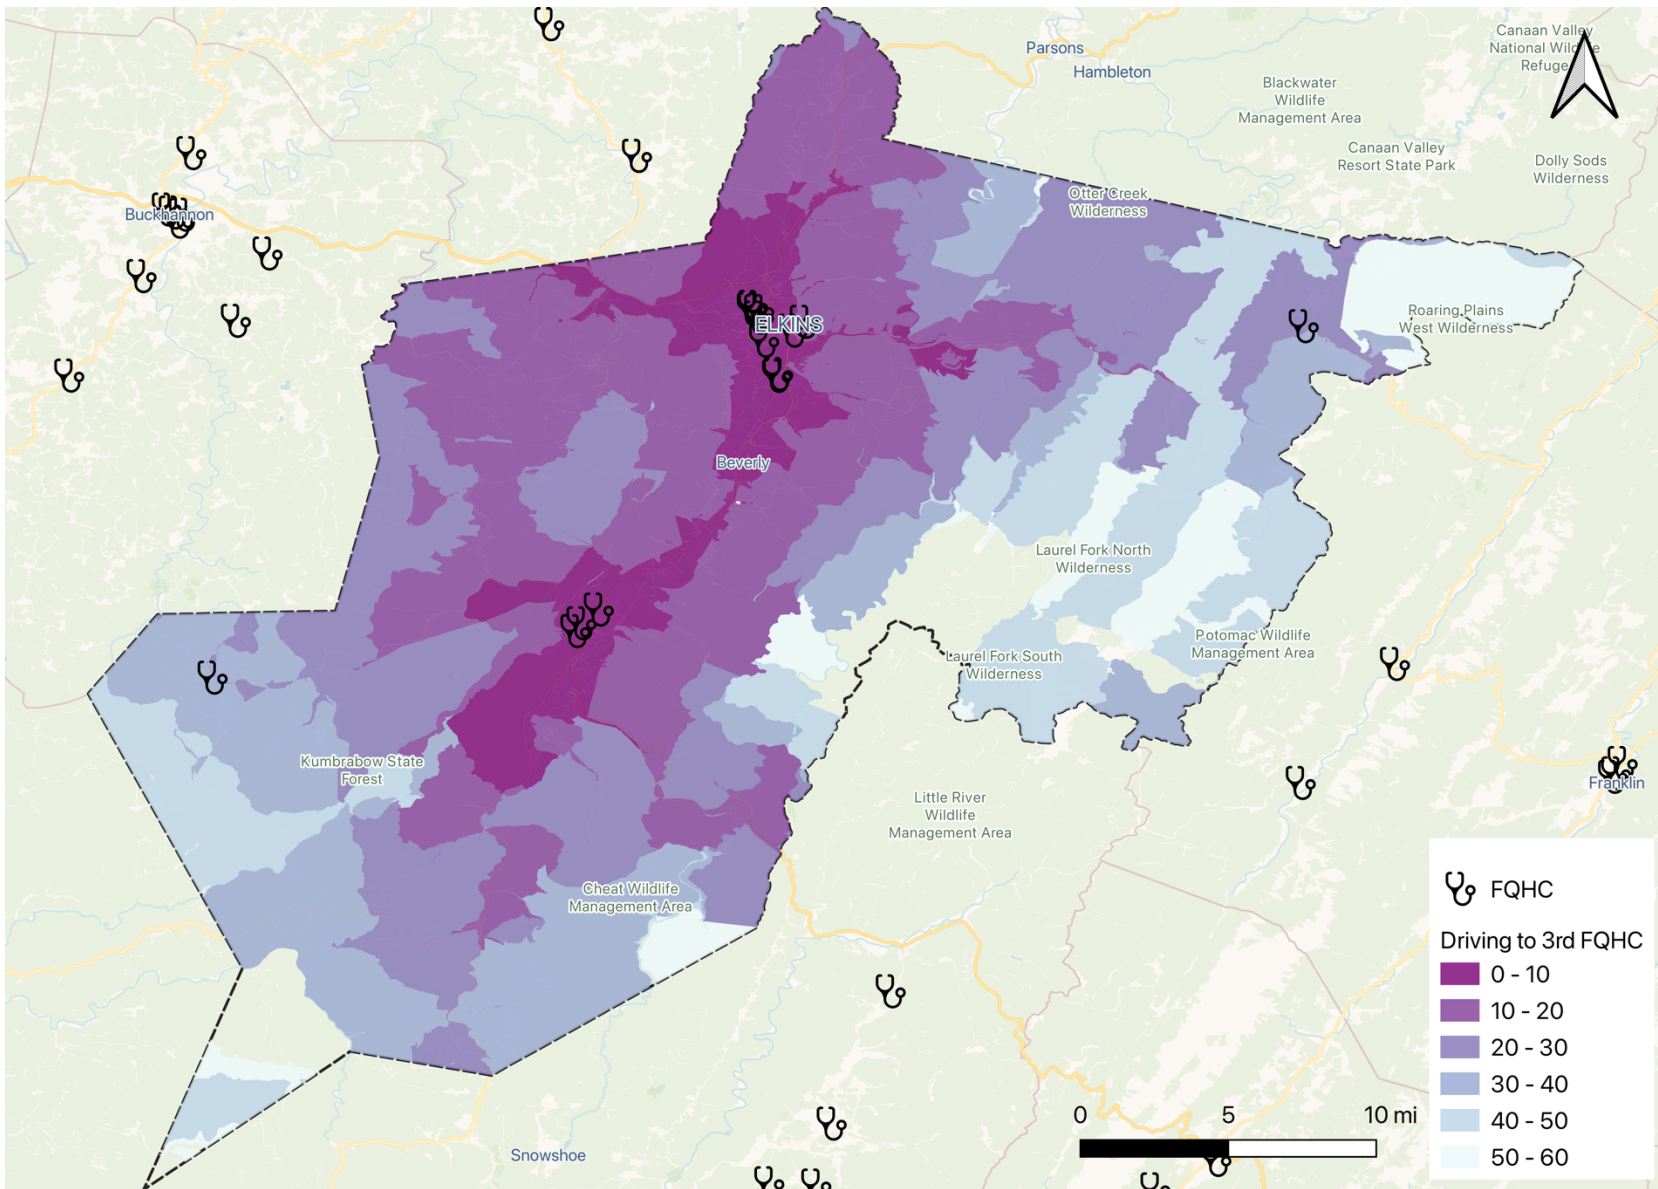 Canaan Valley
National Wildlife
Refuge
Parsons
Hambleton
Blackwater
Wildlife
Management Area
Canaan Valley
Resort State Park
Dolly Sods
Wilderness
Otter Creek
Wilderness
Buckhannon
Roaring Plains
West Wilderness
ELKINS
Beverly
Laurel Fork North
Wilderness
Potomac Wildlife
Management Area
Laurel Fork South
Wilderness
Kumbrabow State
Forest
Little River
Wildlife
Management Area
Franklin
Cheat Wildlife
Management Area
Snowshoe
FQHC
Driving to 3rd FQHC
0 - 10
10 - 20
20 - 30
30 - 40
40 - 50
50 - 60
0 5 10 mi